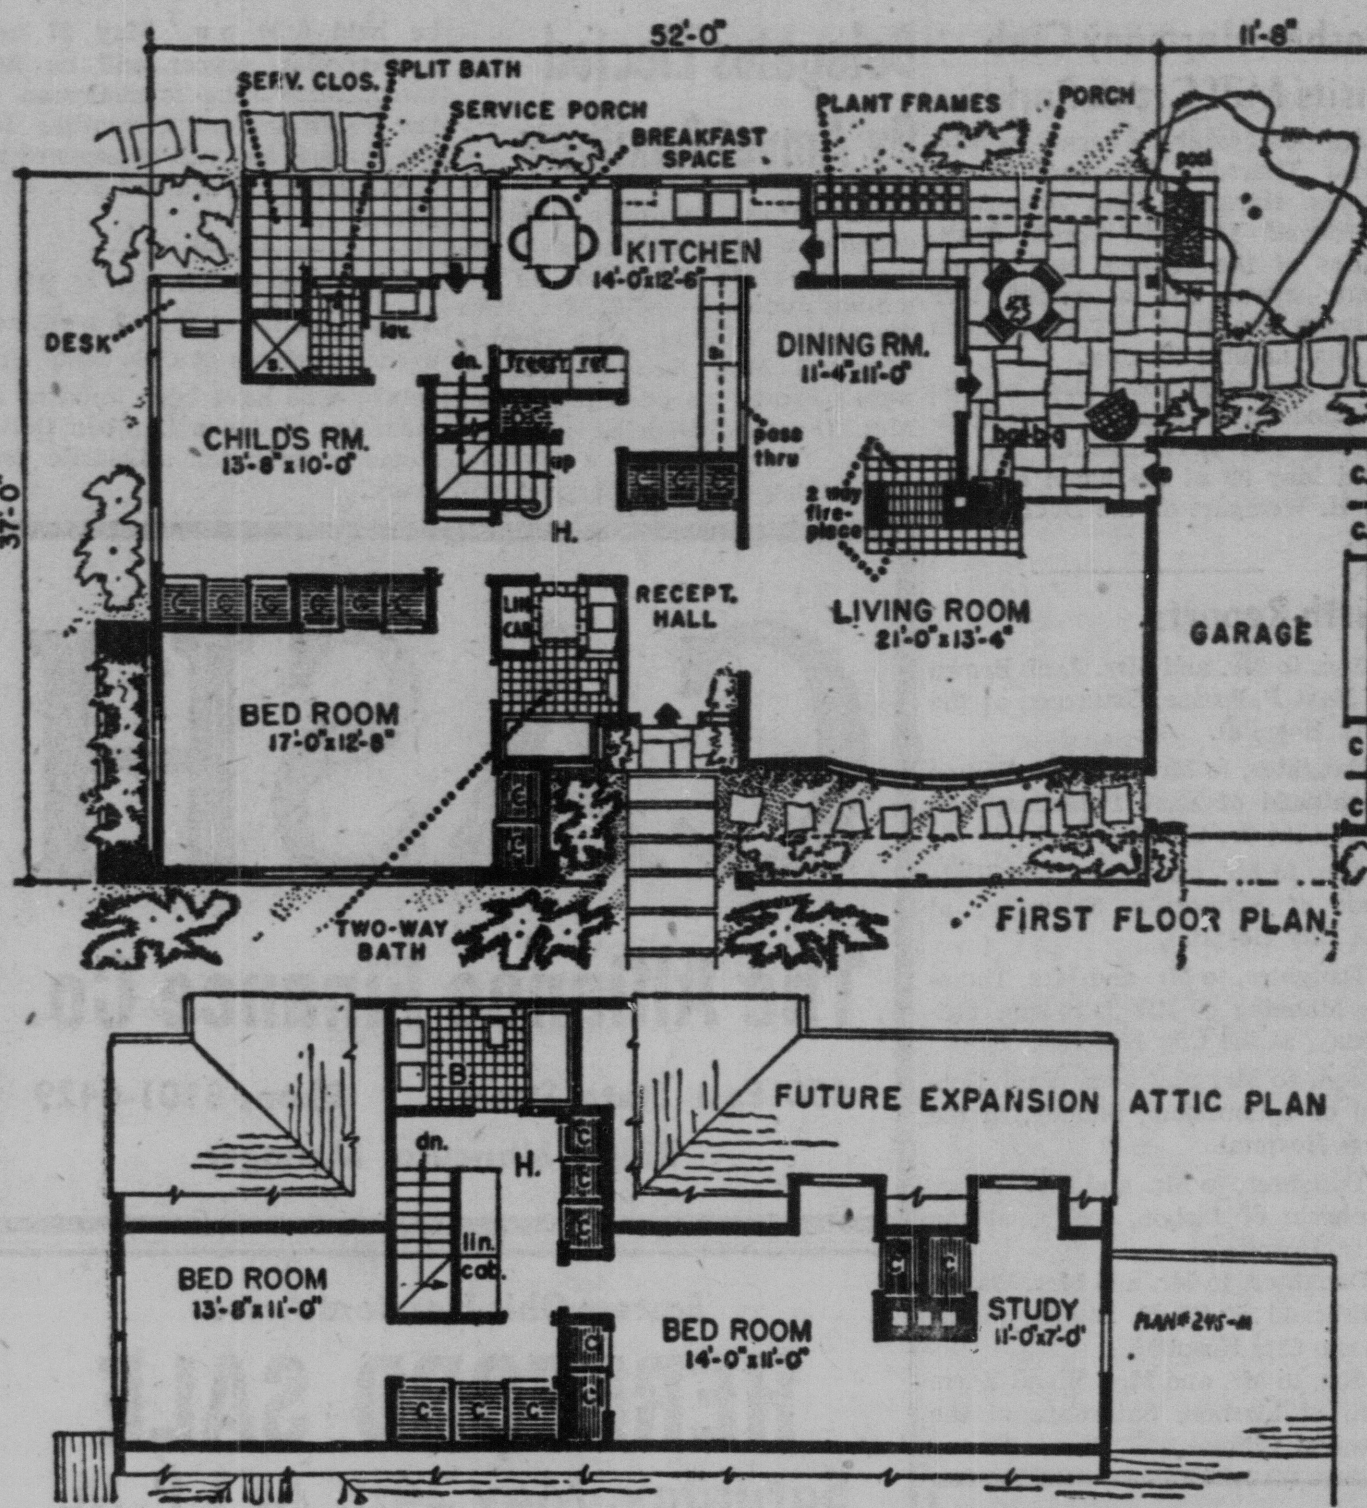 52'-0"
11'-8"
SERV. CLOS.
SPLIT BATH
SERVICE PORCH
BREAKFAST
SPACE
PLANT FRAMES
PORCH
pool
KITCHEN
14'-0"x12'-6"
DESK
lav.
s.
dn.
freez'r ref.
DINING RM.
11'-4"x11'-0"
CHILD'S RM.
13'-8"x10'-0"
up
pass
thru
bar-b-q
37'-0"
2 way
fire-
place
H.
C C C
C
C
C
C C C C C C
LIN.
CAB.
RECEPT.
HALL
LIVING ROOM
21'-0"x13'-4"
GARAGE
BED ROOM
17'-0"x12'-8"
C
C
C
C
TWO-WAY
BATH
FIRST FLOOR PLAN
B.
FUTURE EXPANSION ATTIC PLAN
dn.
H.
C
C
C
lin.
cab.
BED ROOM
13'-8"x11'-0"
C C
BED ROOM
14'-0"x11'-0"
STUDY
11'-0"x7'-0"
PLAN# 245-M
C
C
C C C